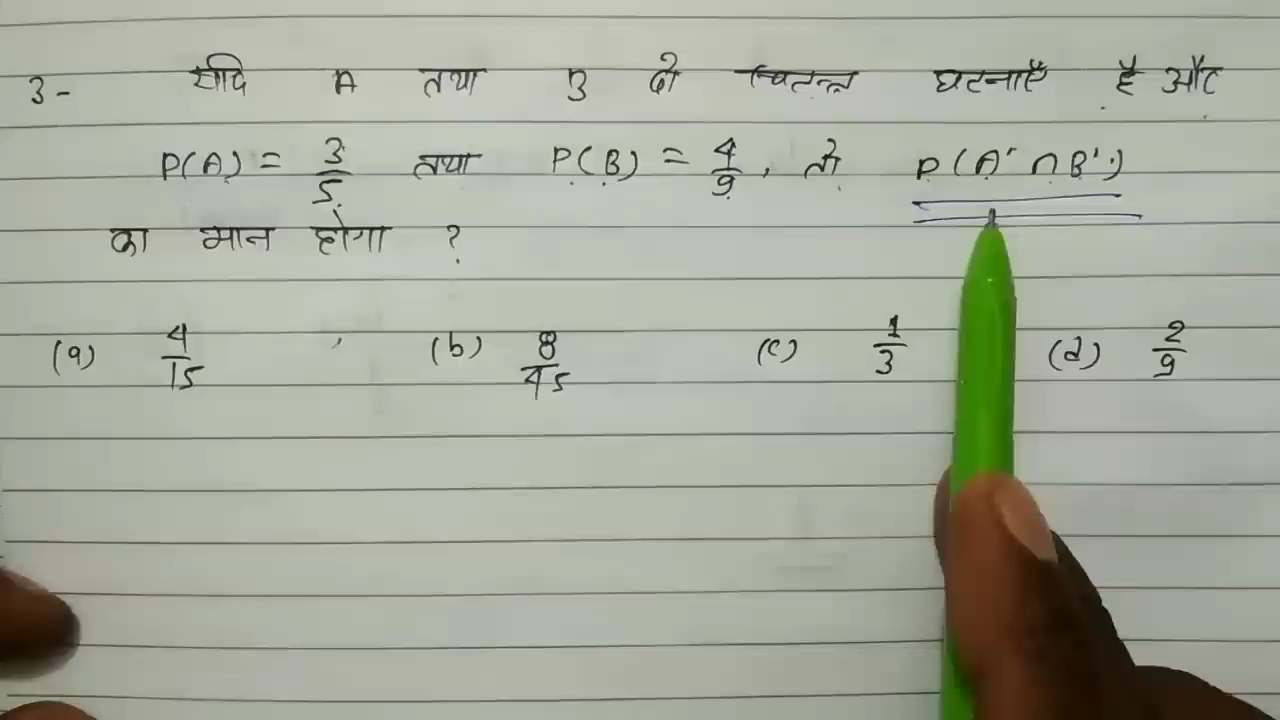 3- यदि A तथा B दो स्वतन्त्र घटनाएँ है और
P(A) = 3/5 तथा P(B) = 4/9, तो P(A' ∩ B')
का मान होगा ?
(a) 4/15 (b) 8/45 (c) 1/3 (d) 2/9